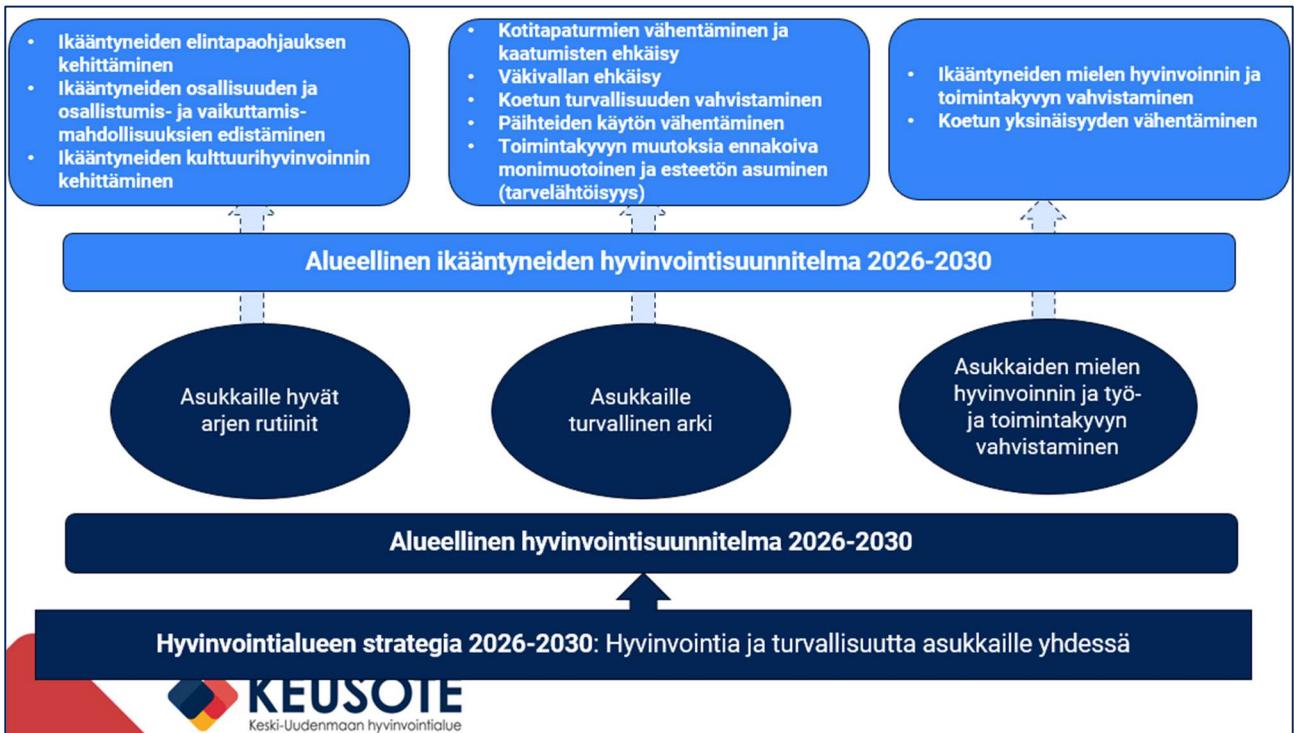 • Ikääntyneiden elintapaohjauksen
kehittäminen
• Ikääntyneiden osallisuuden ja
osallistumis- ja vaikuttamis-
mahdollisuuksien edistäminen
• Ikääntyneiden kulttuurihyvinvoinnin
kehittäminen
• Kotitapaturmien vähentäminen ja
kaatumisten ehkäisy
• Väkivallan ehkäisy
• Koetun turvallisuuden vahvistaminen
• Päihteiden käytön vähentäminen
• Toimintakyvyn muutoksia ennakoiva
monimuotoinen ja esteetön asuminen
(tarvelähtöisyys)
• Ikääntyneiden mielen hyvinvoinnin ja
toimintakyvyn vahvistaminen
• Koetun yksinäisyyden vähentäminen
Alueellinen ikääntyneiden hyvinvointisuunnitelma 2026-2030
Asukkaille hyvät
arjen rutiinit
Asukkaille
turvallinen arki
Asukkaiden mielen
hyvinvoinnin ja työ-
ja toimintakyvyn
vahvistaminen
Alueellinen hyvinvointisuunnitelma 2026-2030
Hyvinvointialueen strategia 2026-2030: Hyvinvointia ja turvallisuutta asukkaille yhdessä
KEUSOTE
Keski-Uudenmaan hyvinvointialue